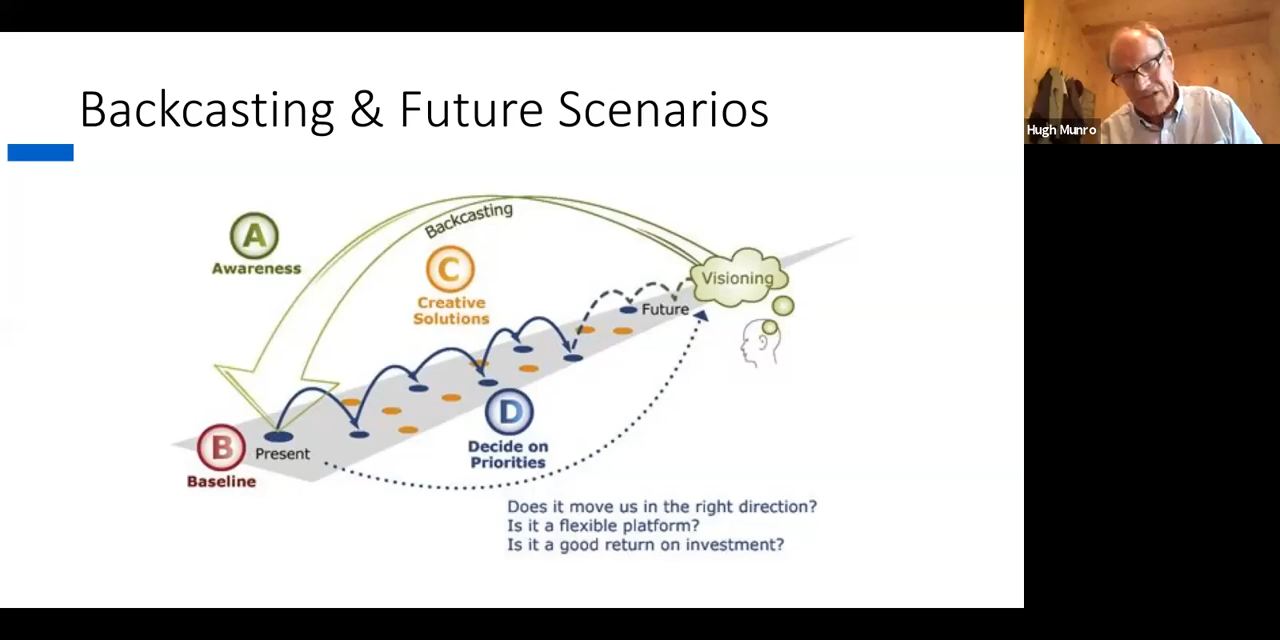 Backcasting & Future Scenarios
Hugh Munro
A
Awareness
Backcasting
C
Creative
Solutions
Visioning
Future
D
Decide on
Priorities
B
Baseline
Present
Does it move us in the right direction?
Is it a flexible platform?
Is it a good return on investment?